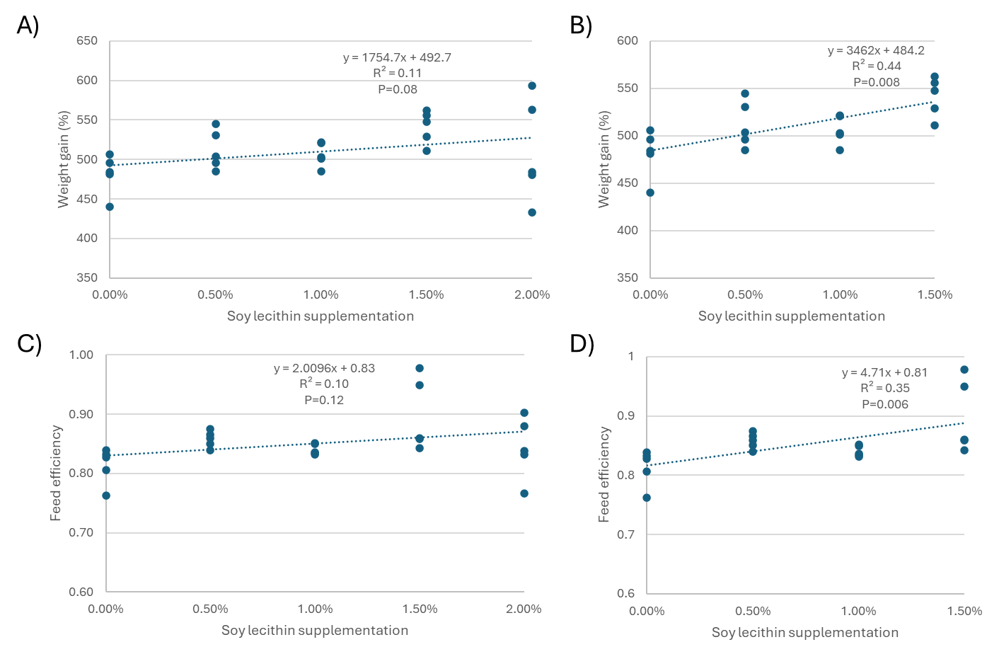 A)
650
600
550
500
450
400
350
Weight gain (%)
y = 1754.7x + 492.7
R² = 0.11
P=0.08
0.00% 0.50% 1.00% 1.50% 2.00%
Soy lecithin supplementation
B)
600
550
500
450
400
350
Weight gain (%)
y = 3462x + 484.2
R² = 0.44
P=0.008
0.00% 0.50% 1.00% 1.50%
Soy lecithin supplementation
C)
1.00
0.90
0.80
0.70
0.60
Feed efficiency
y = 2.0096x + 0.83
R² = 0.10
P=0.12
0.00% 0.50% 1.00% 1.50% 2.00%
Soy lecithin supplementation
D)
1
0.9
0.8
0.7
0.6
Feed efficiency
y = 4.71x + 0.81
R² = 0.35
P=0.006
0.00% 0.50% 1.00% 1.50%
Soy lecithin supplementation